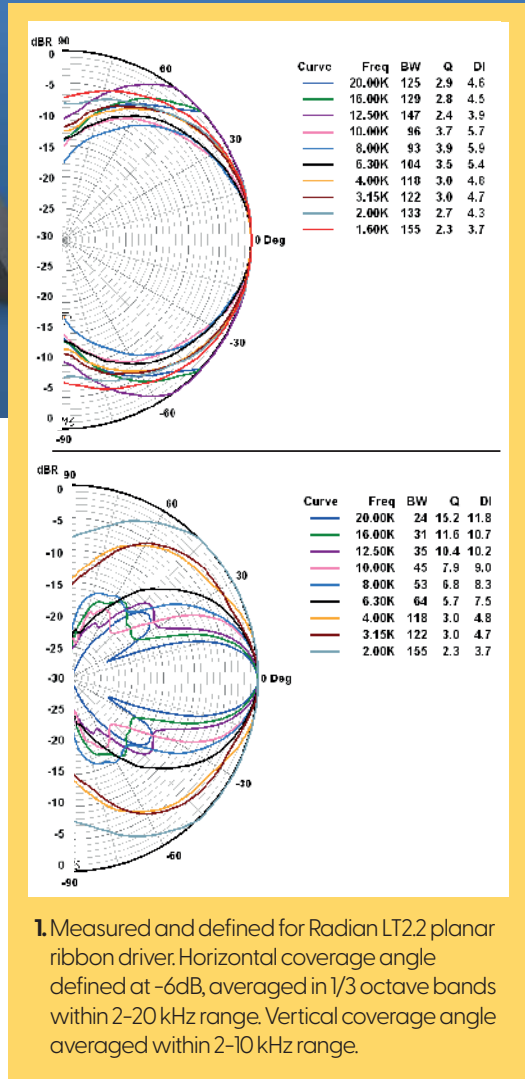 dBR 90
0
-5
-10
-15
-20
-25
-30
-25
-20
-15
-10
-5
0
-90
60
30
0 Deg
-30
-60
Curve Freq BW Q DI
20.00K 125 2.9 4.6
16.00K 129 2.8 4.5
12.50K 147 2.4 3.9
10.00K 96 3.7 5.7
8.00K 93 3.9 5.9
6.30K 104 3.5 5.4
4.00K 118 3.0 4.8
3.15K 122 3.0 4.7
2.00K 133 2.7 4.3
1.60K 155 2.3 3.7
dBR 90
0
-5
-10
-15
-20
-25
-30
-25
-20
-15
-10
-5
0
-90
60
30
0 Deg
-30
-60
Curve Freq BW Q DI
20.00K 24 15.2 11.8
16.00K 31 11.6 10.7
12.50K 35 10.4 10.2
10.00K 45 7.9 9.0
8.00K 53 6.8 8.3
6.30K 64 5.7 7.5
4.00K 118 3.0 4.8
3.15K 122 3.0 4.7
2.00K 155 2.3 3.7
1. Measured and defined for Radian LT2.2 planar
ribbon driver. Horizontal coverage angle
defined at -6dB, averaged in 1/3 octave bands
within 2-20 kHz range. Vertical coverage angle
averaged within 2-10 kHz range.